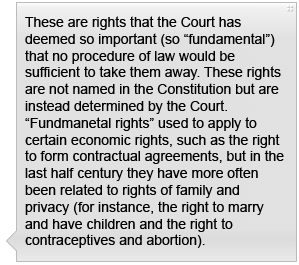 These are rights that the Court has
deemed so important (so “fundamental”)
that no procedure of law would be
sufficient to take them away. These rights
are not named in the Constitution but are
instead determined by the Court.
“Fundmanetal rights” used to apply to
certain economic rights, such as the right
to form contractual agreements, but in the
last half century they have more often
been related to rights of family and
privacy (for instance, the right to marry
and have children and the right to
contraceptives and abortion).